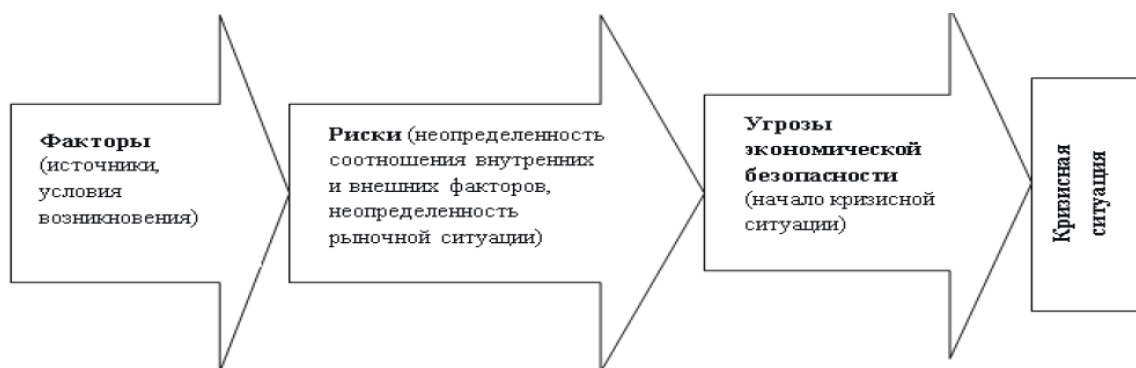 Факторы
(источники,
условия
возникновения)
Риски (неопределенность
соотношения внутренних
и внешних факторов,
неопределенность
рыночной ситуации)
Угрозы
экономической
безопасности
(начало кризисной
ситуации)
Кризисная
ситуация